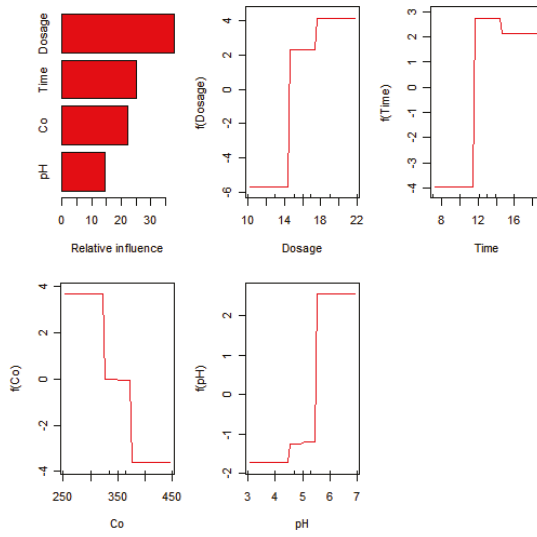 Dosage
Time
Co
pH
0 10 20 30
Relative influence
f(Dosage)
4
2
0
-2
-4
-6
10 14 18 22
Dosage
f(Time)
3
2
1
0
-1
-2
-3
-4
8 12 16
Time
f(Co)
4
2
0
-2
-4
250 350 450
Co
f(pH)
2
1
0
-1
-2
3 4 5 6 7
pH